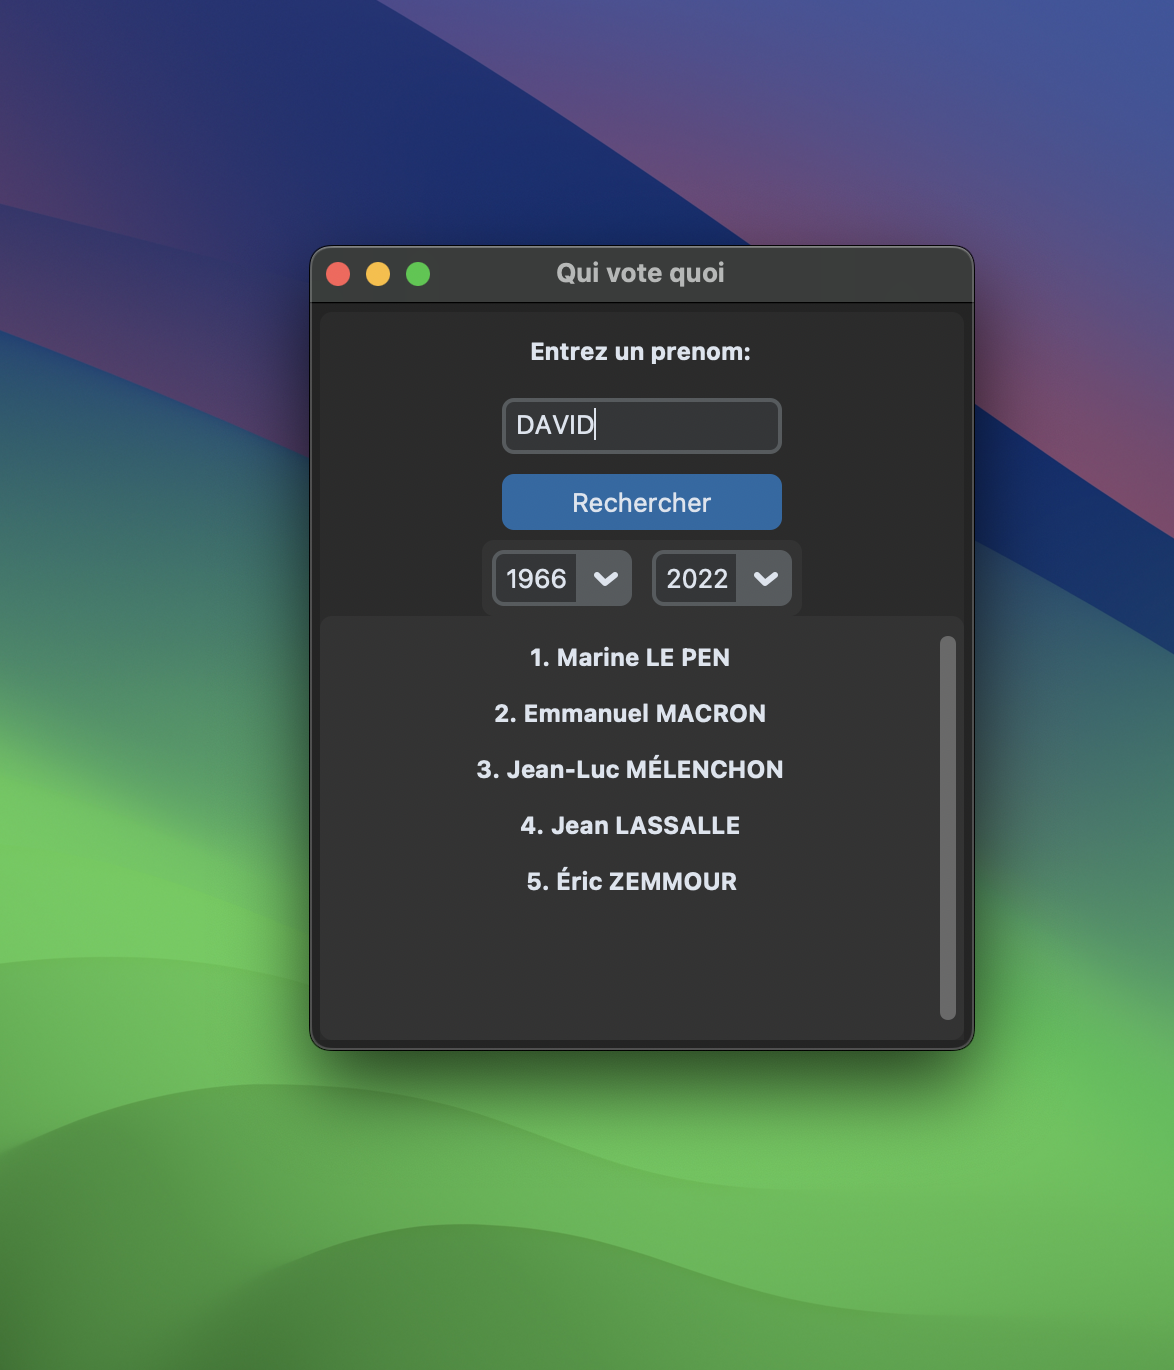 Qui vote quoi
Entrez un prenom:
DAVID
Rechercher
1966 2022
1. Marine LE PEN
2. Emmanuel MACRON
3. Jean-Luc MÉLENCHON
4. Jean LASSALLE
5. Éric ZEMMOUR